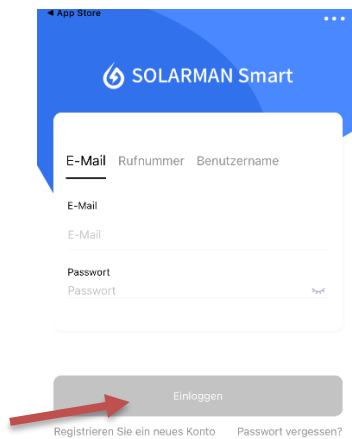 App Store
SOLARMAN Smart
E-Mail Rufnummer Benutzername
E-Mail
E-Mail
Passwort
Passwort
Einloggen
Registrieren Sie ein neues Konto Passwort vergessen?